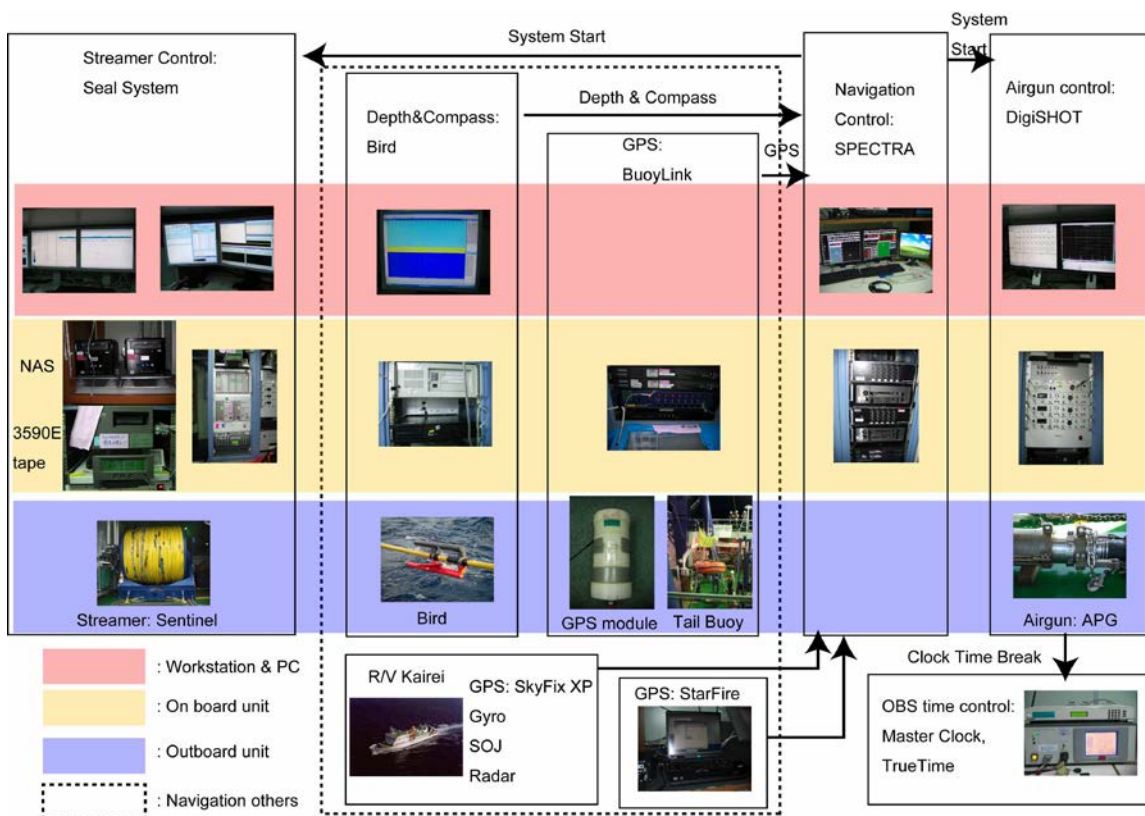 System Start
System
Start
Streamer Control:
Seal System
Depth&Compass:
Bird
Depth & Compass
GPS:
BuoyLink
GPS
Navigation
Control:
SPECTRA
Airgun control:
DigiSHOT
NAS
3590E
tape
Streamer: Sentinel
Bird
GPS module
Tail Buoy
Airgun: APG
: Workstation & PC
: On board unit
: Outboard unit
: Navigation others
R/V Kairei
GPS: SkyFix XP
Gyro
SOJ
Radar
GPS: StarFire
Clock Time Break
OBS time control:
Master Clock,
TrueTime